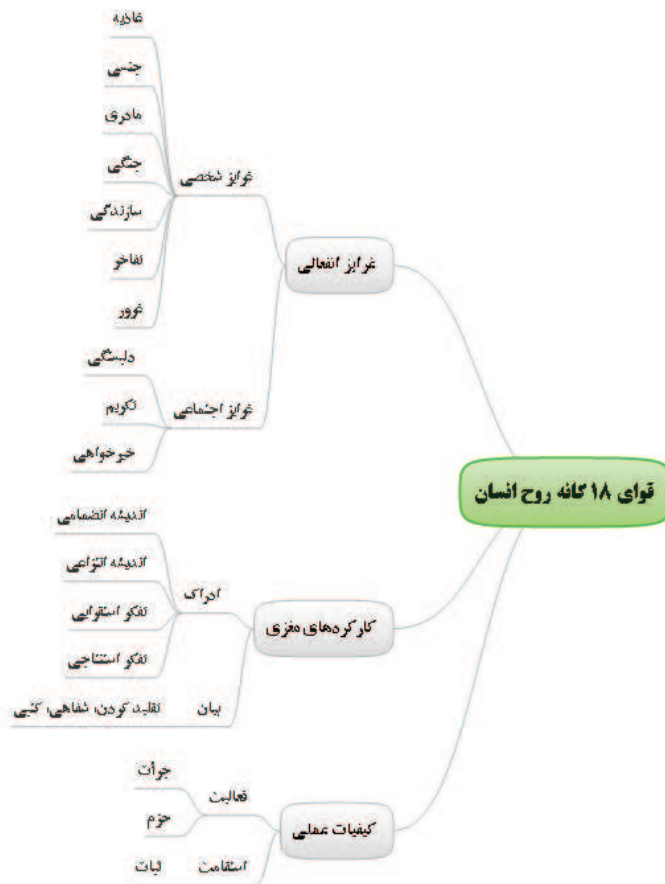 قوای ۱۸ گانه روح انسان
غرایز انفعالی
غرایز شخصی
غاذیه
جنسی
مادری
جنگی
سازندگی
تفاخر
غرور
غرایز اجتماعی
دلبستگی
تکریم
خیرخواهی
کارکردهای مغزی
ادراک
اندیشه انضمامی
اندیشه انتزاعی
تفکر استقرایی
تفکر استنتاجی
بیان
تقلید کردن، شفاهی، کتبی
کیفیات عملی
فعالیت
جرأت
حزم
استقامت
ثبات